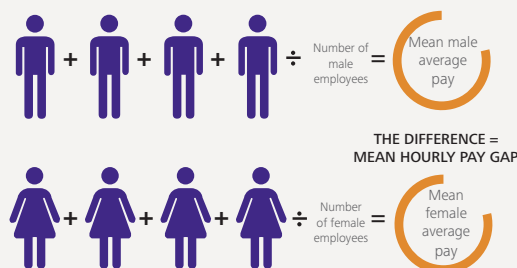 + + + ÷ Number of
male
employees
=
Mean male
average
pay
THE DIFFERENCE =
MEAN HOURLY PAY GAP
+ + + ÷ Number
of female
employees
=
Mean
female
average
pay